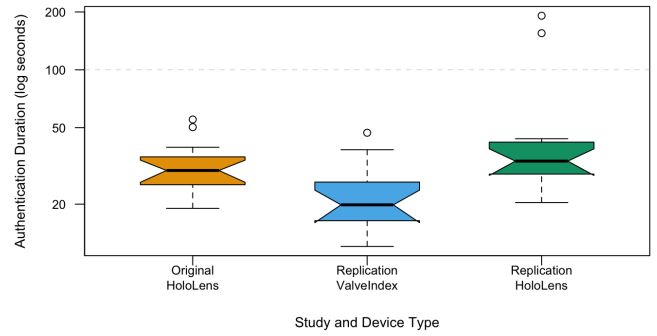 Authentication Duration (log seconds)
200
100
50
20
Original
HoloLens
Replication
ValveIndex
Replication
HoloLens
Study and Device Type